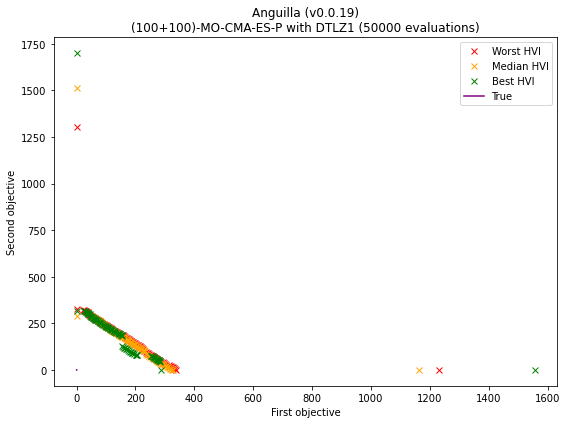 Anguilla (v0.0.19)
(100+100)-MO-CMA-ES-P with DTLZ1 (50000 evaluations)
Worst HVI
Median HVI
Best HVI
True
Second objective
1750
1500
1250
1000
750
500
250
0
0
200
400
600
800
1000
1200
1400
1600
First objective